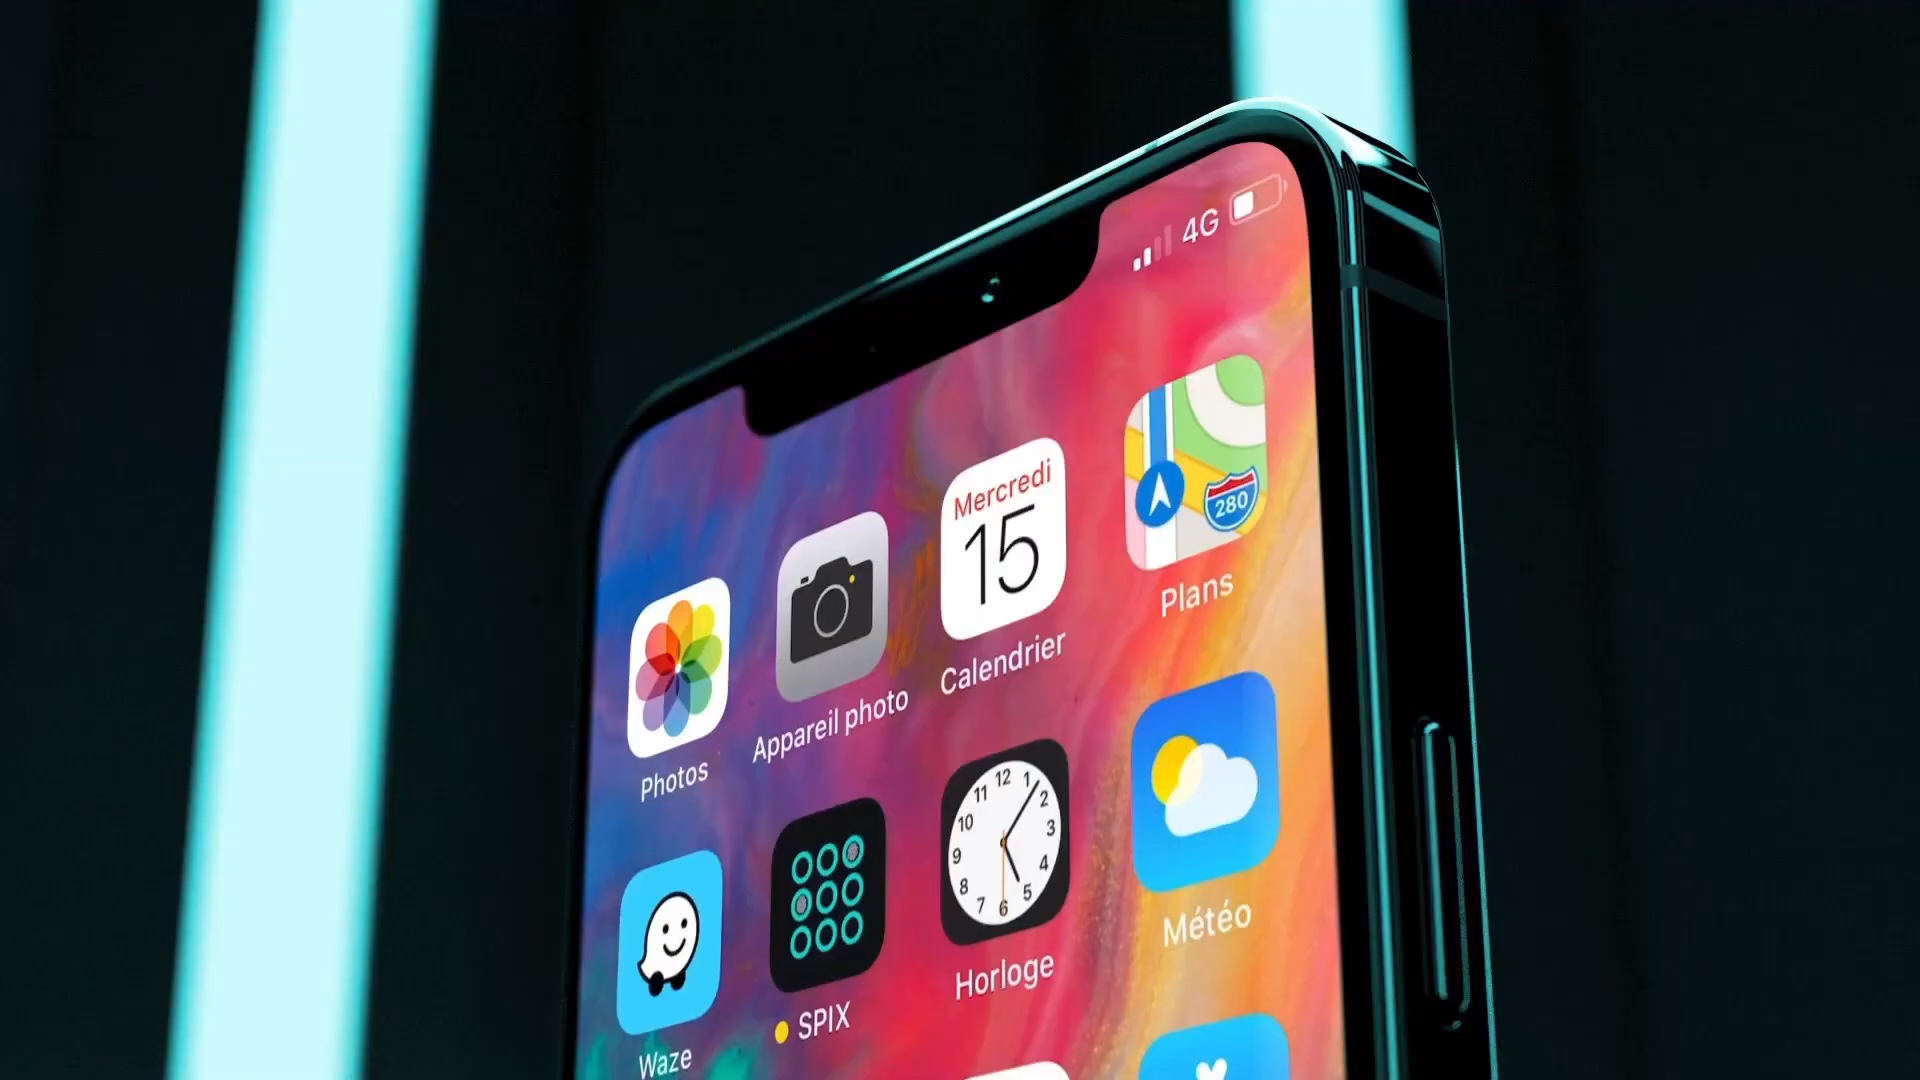 4G
Mercredi
15
280
Photos
Appareil photo
Calendrier
Plans
12
1
2
3
4
5
6
7
8
9
10
11
Waze
SPIX
Horloge
Météo